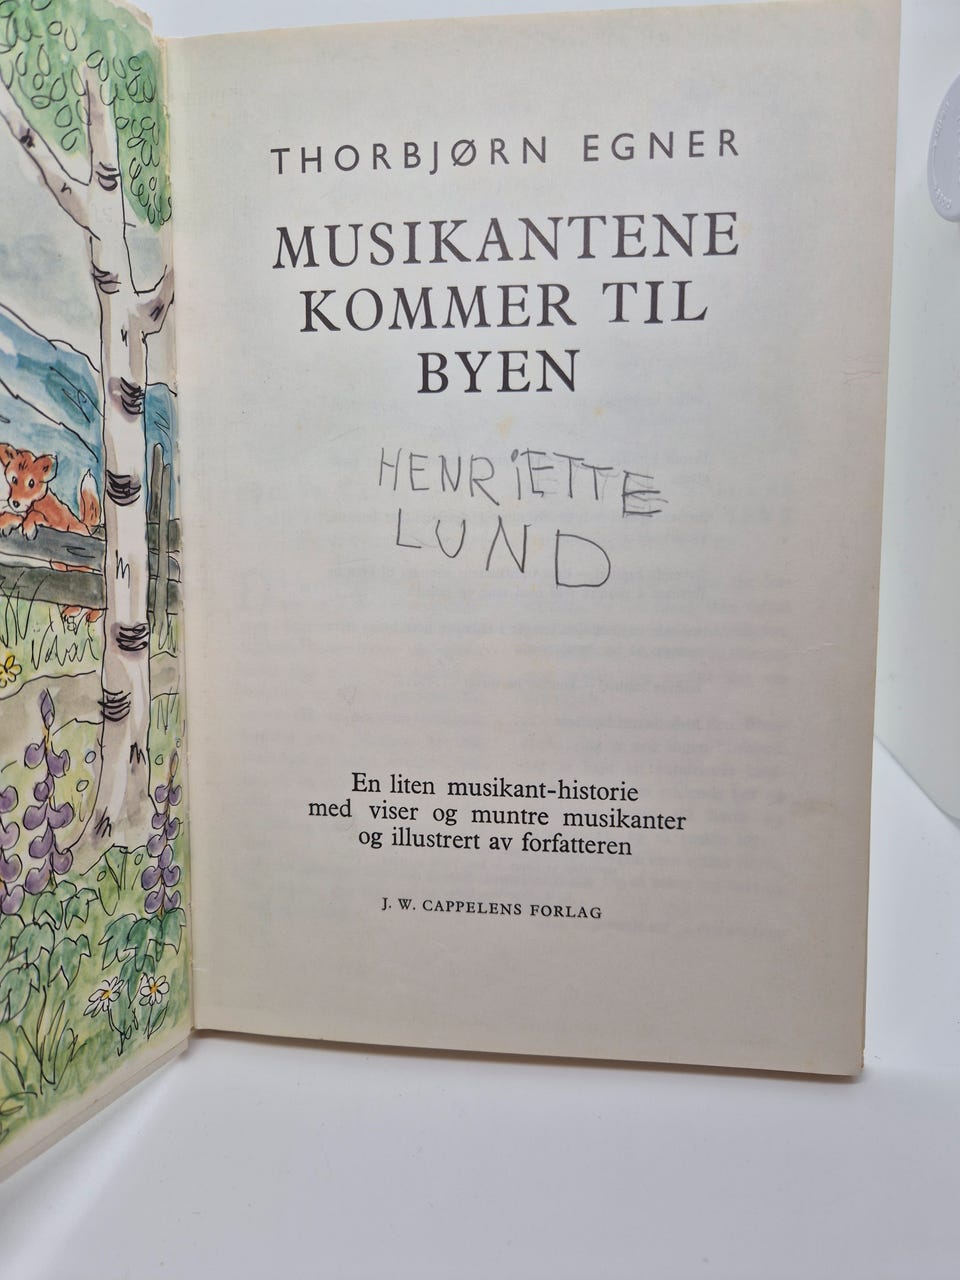 THORBJØRN EGNER
MUSIKANTENE
KOMMER TIL
BYEN
HENRiETTE
LUND
En liten musikant-historie
med viser og muntre musikanter
og illustrert av forfatteren
J. W. CAPPELENS FORLAG